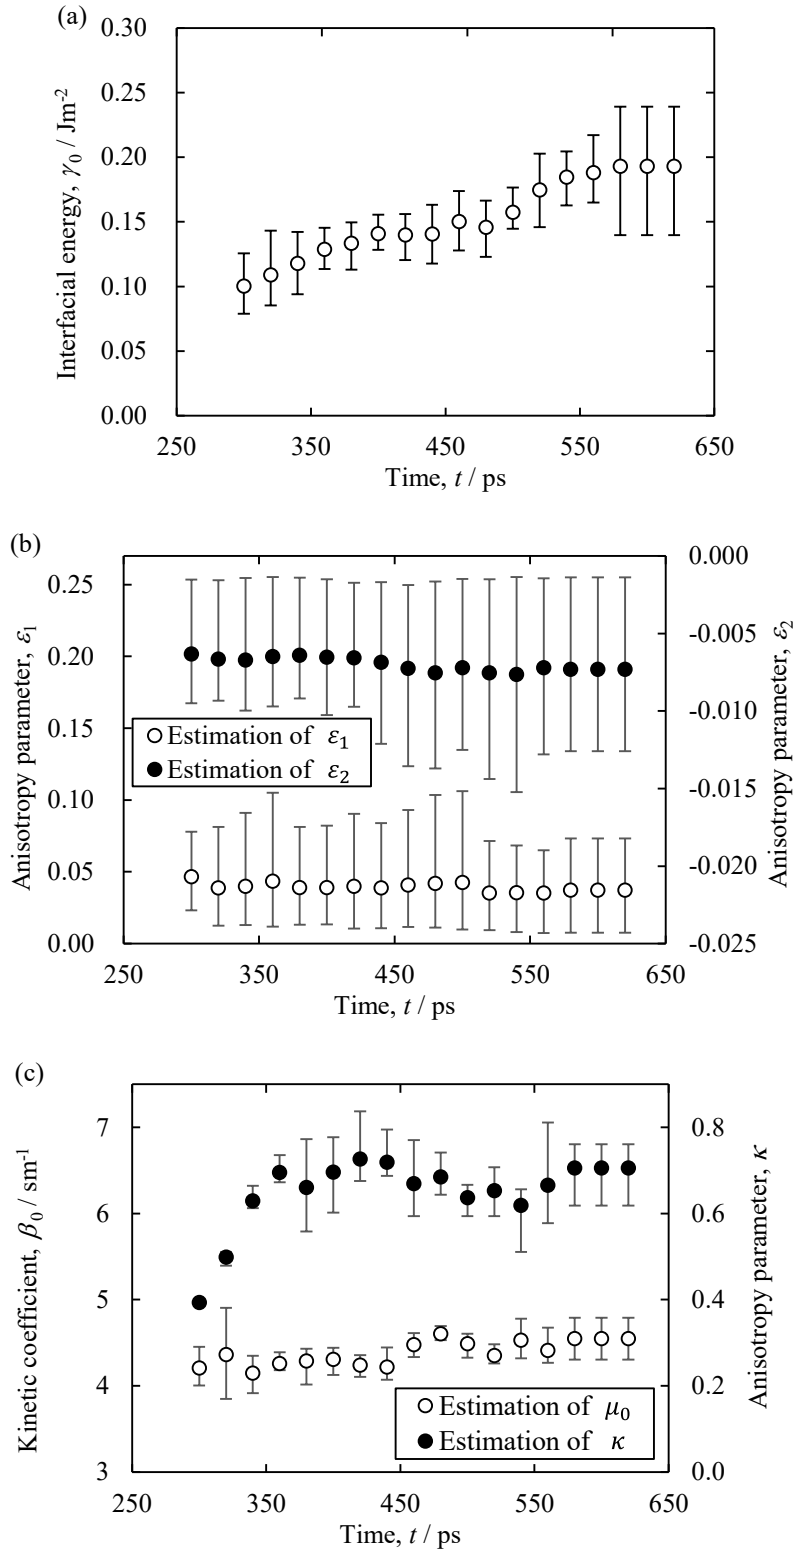 (a)
0.30
0.25
0.20
0.15
0.10
0.05
0.00
Interfacial energy, γ₀ / Jm⁻²
250 350 450 550 650
Time, t / ps
(b)
0.25
0.20
0.15
0.10
0.05
0.00
Anisotropy parameter, ε₁
0.000
-0.005
-0.010
-0.015
-0.020
-0.025
Anisotropy parameter, ε₂
Estimation of ε₁
Estimation of ε₂
250 350 450 550 650
Time, t / ps
(c)
7
6
5
4
3
Kinetic coefficient, β₀ / sm⁻¹
0.8
0.6
0.4
0.2
0.0
Anisotropy parameter, κ
Estimation of μ₀
Estimation of κ
250 350 450 550 650
Time, t / ps